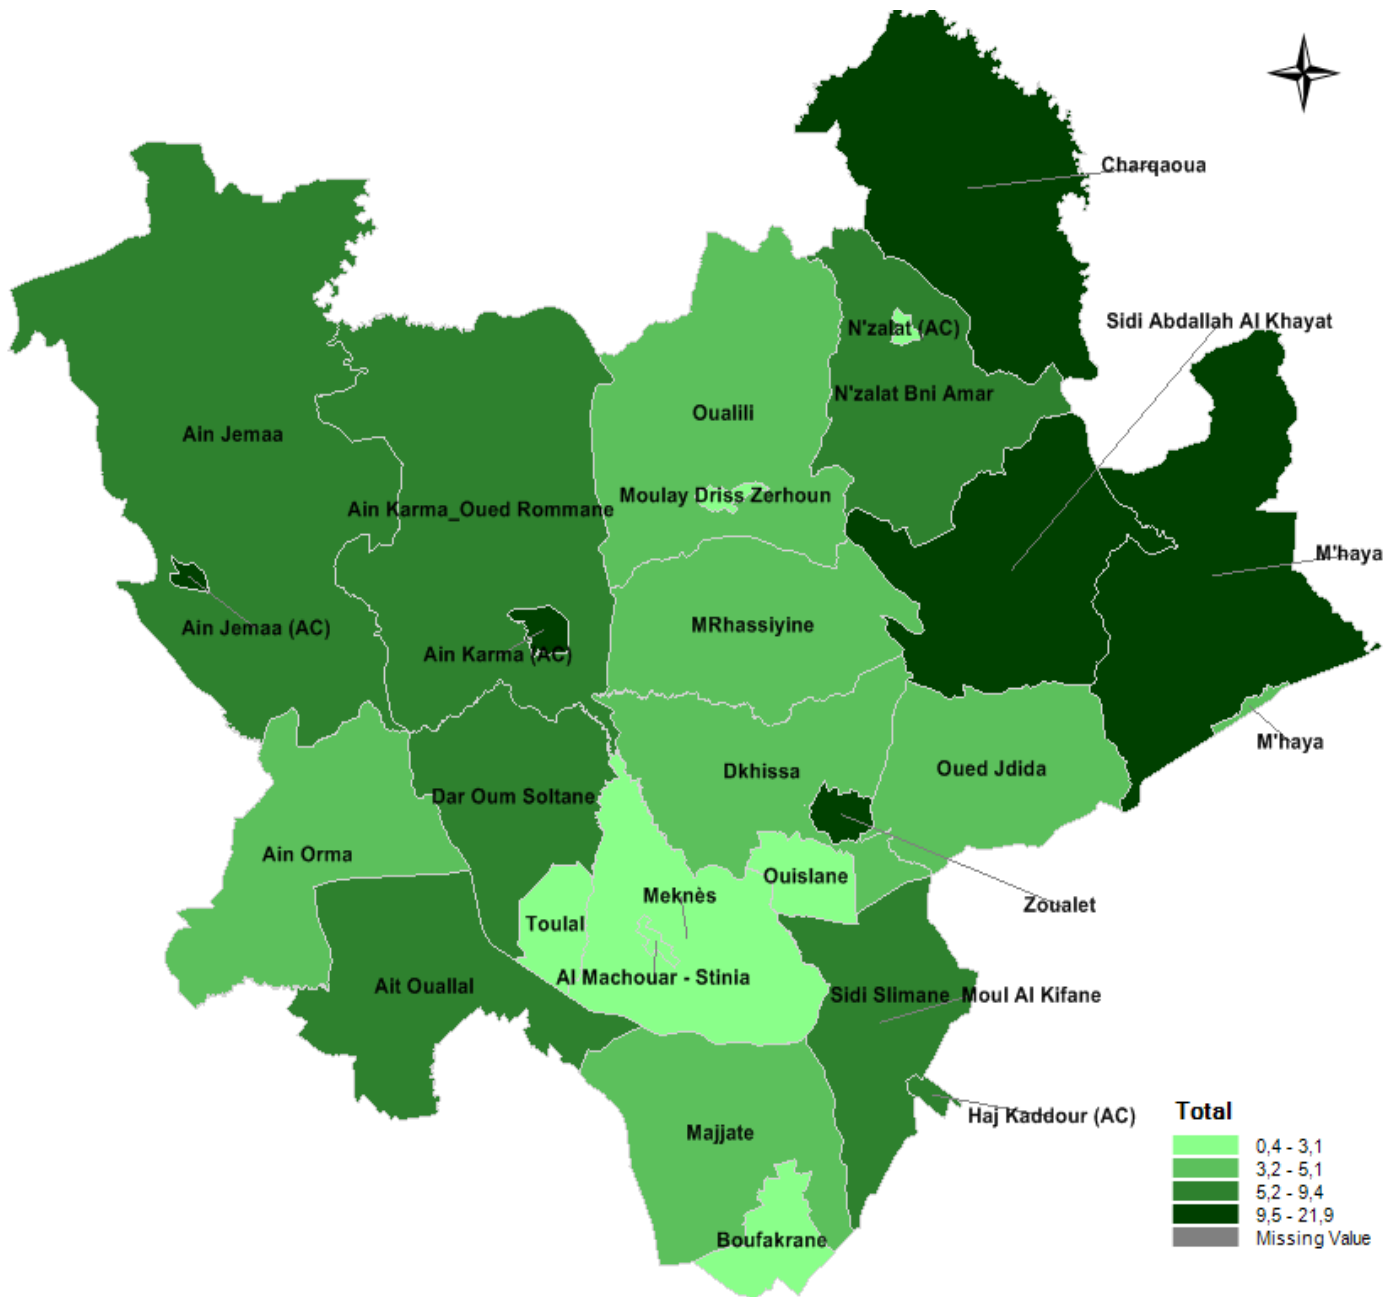 Charqaoua
Sidi Abdallah Al Khayat
N'zalat (AC)
N'zalat Bni Amar
Oualili
Ain Jemaa
Moulay Driss Zerhoun
Ain Karma_Oued Rommane
M'haya
MRhassiyine
Ain Jemaa (AC)
Ain Karma (AC)
M'haya
Dkhissa
Oued Jdida
Dar Oum Soltane
Ain Orma
Ouislane
Meknès
Zoualet
Toulal
Al Machouar - Stinia
Ait Ouallal
Sidi Slimane Moul Al Kifane
Haj Kaddour (AC)
Majjate
Boufakrane
Total
0,4 - 3,1
3,2 - 5,1
5,2 - 9,4
9,5 - 21,9
Missing Value